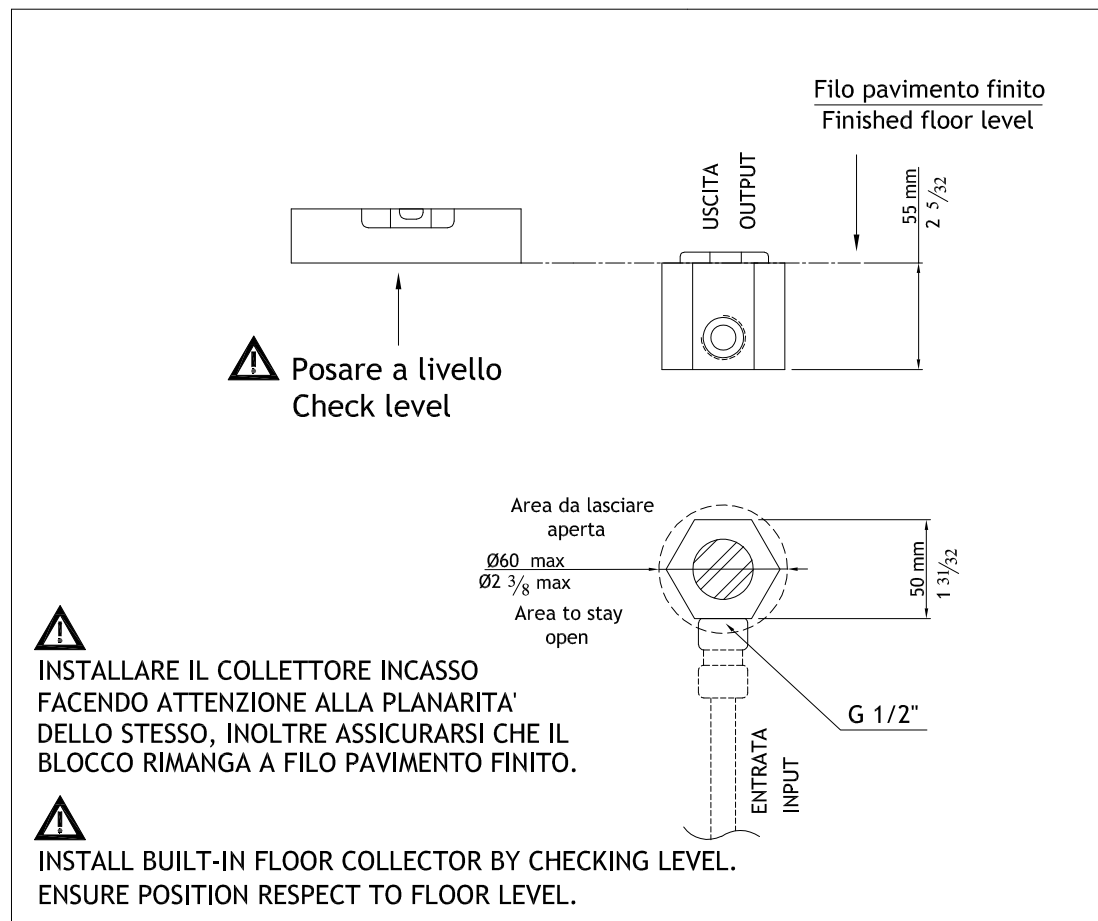 Filo pavimento finito
Finished floor level
USCITA
OUTPUT
55 mm
2 5/32
Posare a livello
Check level
Area da lasciare
aperta
Ø60 max
Ø2 3/8 max
Area to stay
open
50 mm
1 31/32
G 1/2"
ENTRATA
INPUT
INSTALLARE IL COLLETTORE INCASSO
FACENDO ATTENZIONE ALLA PLANARITA'
DELLO STESSO, INOLTRE ASSICURARSI CHE IL
BLOCCO RIMANGA A FILO PAVIMENTO FINITO.
INSTALL BUILT-IN FLOOR COLLECTOR BY CHECKING LEVEL.
ENSURE POSITION RESPECT TO FLOOR LEVEL.